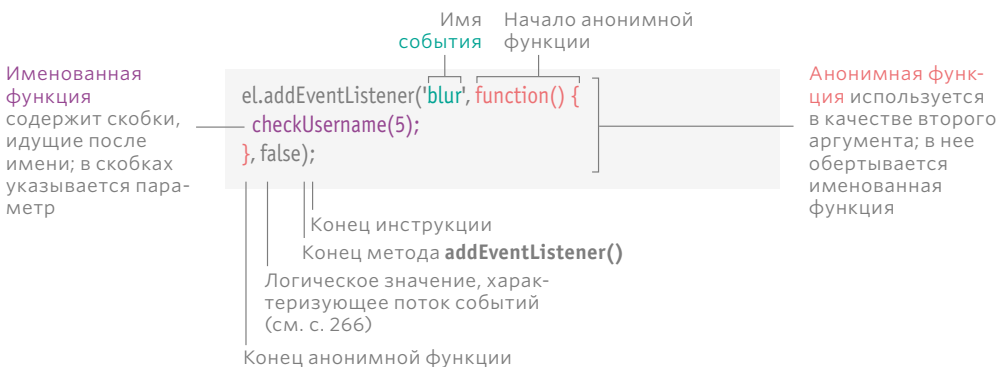 Имя
события
Начало анонимной
функции
Именованная
функция
содержит скобки,
идущие после
имени; в скобках
указывается пара-
метр
el.addEventListener('blur', function() {
checkUsername(5);
}, false);
Анонимная функ-
ция используется
в качестве второго
аргумента; в нее
обертывается
именованная
функция
Конец инструкции
Конец метода addEventListener()
Логическое значение, харак-
теризующее поток событий
(см. с. 266)
Конец анонимной функции